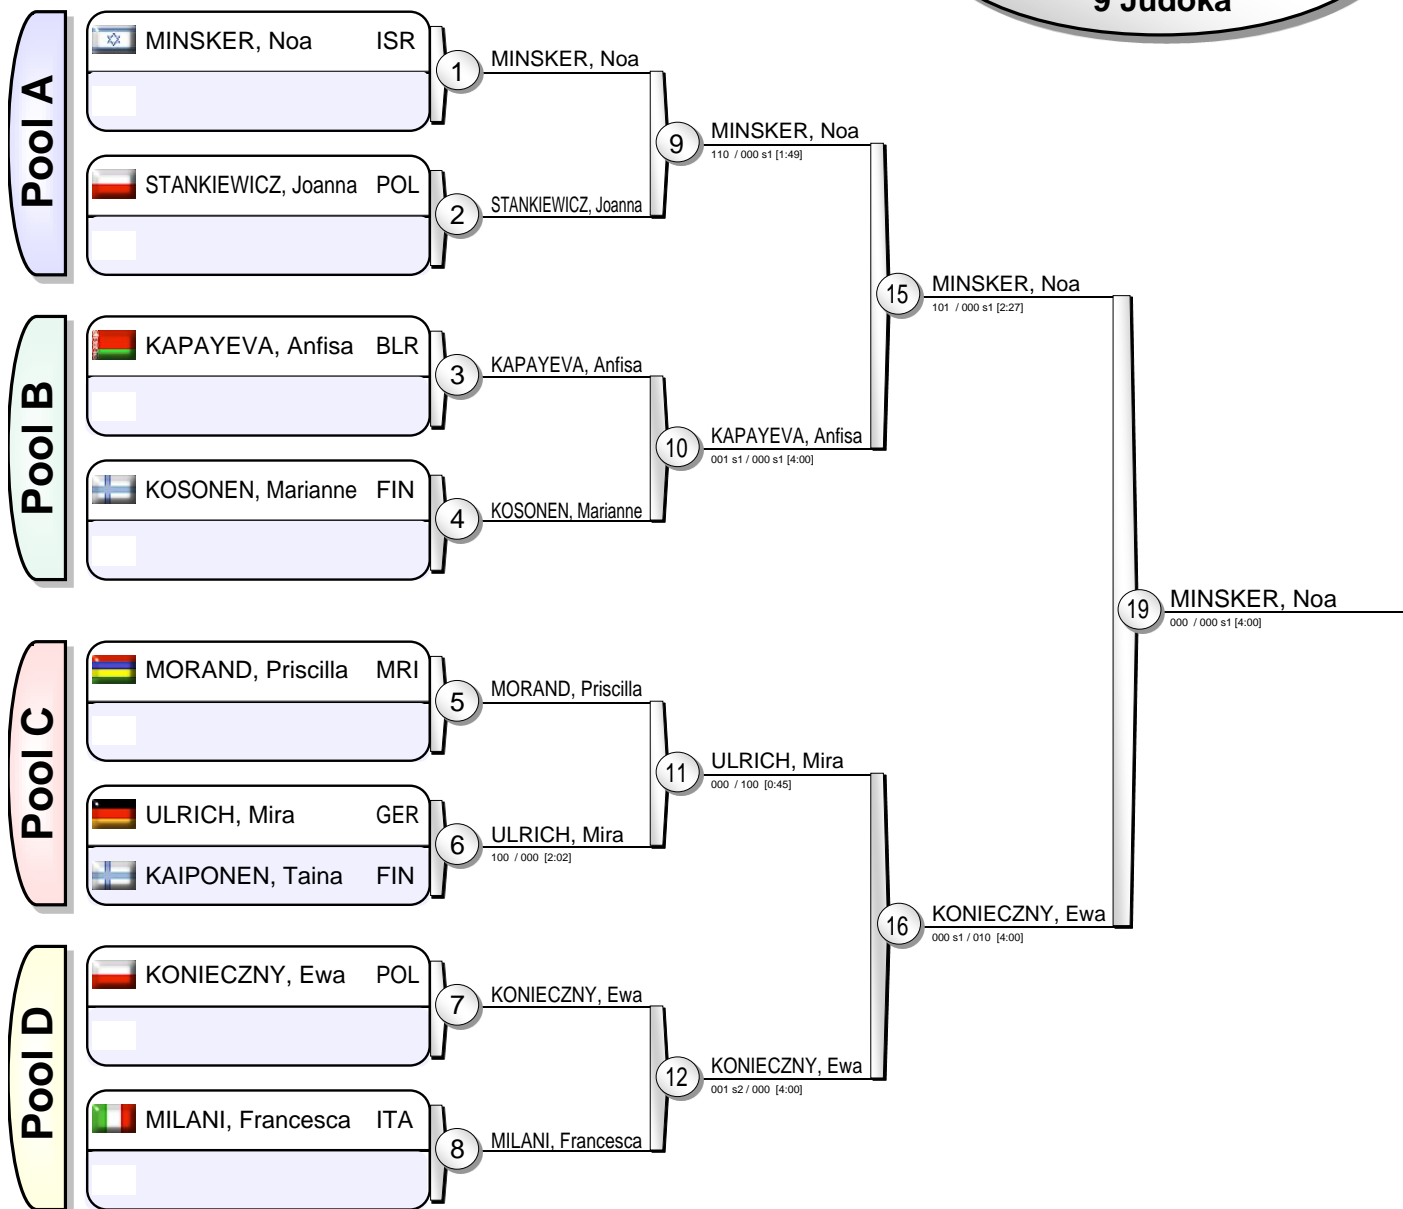 9 Judoka
Pool A
MINSKER, Noa ISR
1
MINSKER, Noa
STANKIEWICZ, Joanna POL
2
STANKIEWICZ, Joanna
9
MINSKER, Noa
110 / 000 s1 [1:49]
Pool B
KAPAYEVA, Anfisa BLR
3
KAPAYEVA, Anfisa
KOSONEN, Marianne FIN
4
KOSONEN, Marianne
10
KAPAYEVA, Anfisa
001 s1 / 000 s1 [4:00]
15
MINSKER, Noa
101 / 000 s1 [2:27]
Pool C
MORAND, Priscilla MRI
5
MORAND, Priscilla
ULRICH, Mira GER
KAIPONEN, Taina FIN
6
ULRICH, Mira
100 / 000 [2:02]
11
ULRICH, Mira
000 / 100 [0:45]
Pool D
KONIECZNY, Ewa POL
7
KONIECZNY, Ewa
MILANI, Francesca ITA
8
MILANI, Francesca
12
KONIECZNY, Ewa
001 s2 / 000 [4:00]
16
KONIECZNY, Ewa
000 s1 / 010 [4:00]
19
MINSKER, Noa
000 / 000 s1 [4:00]